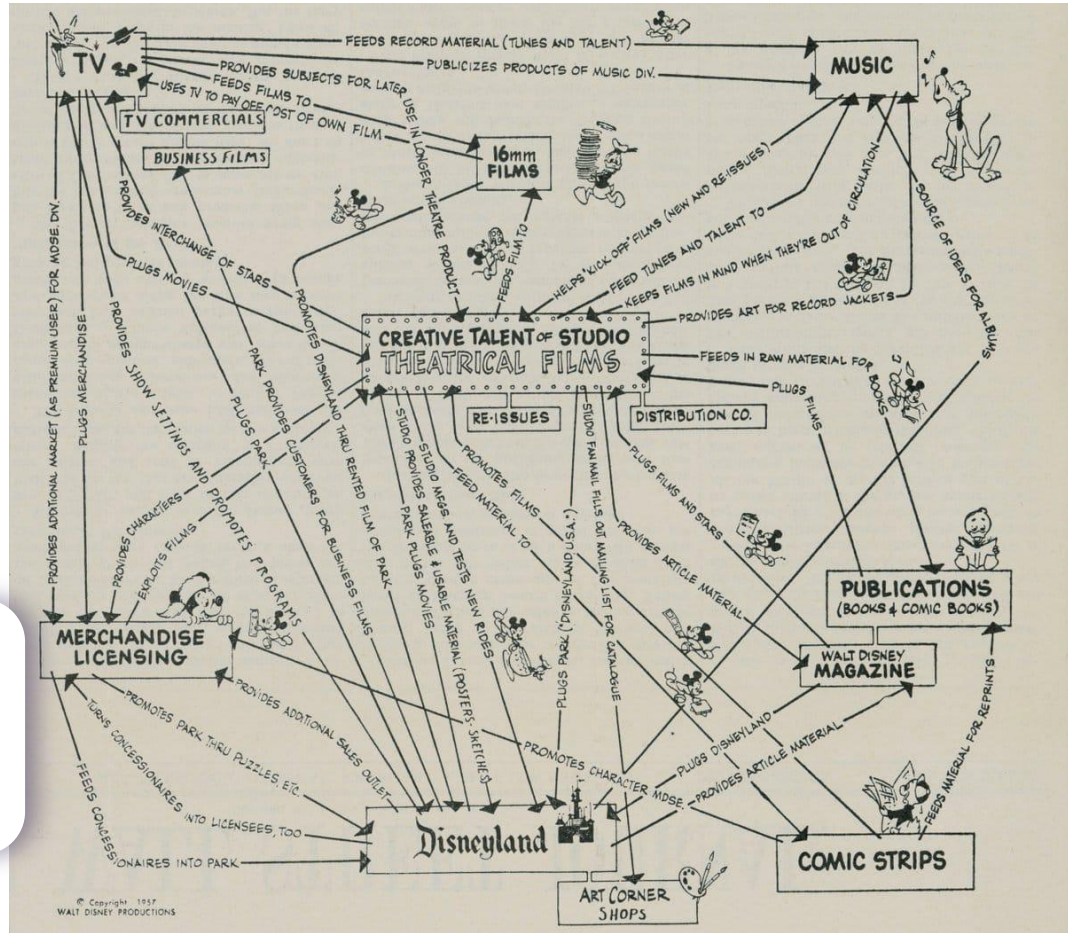 TV
FEEDS RECORD MATERIAL (TUNES AND TALENT)
PUBLICIZES PRODUCTS OF MUSIC DIV.
PROVIDES SUBJECTS FOR LATER USE IN LONGER THEATRE PRODUCT
FEEDS FILMS TO
USES TV TO PAY OFF COST OF OWN FILM
MUSIC
TV COMMERCIALS
BUSINESS FILMS
16mm
FILMS
PROVIDES INTERCHANGE OF STARS
PLUGS MOVIES
FEEDS FILM TO
HELPS "KICK OFF" FILMS (NEW AND RE-ISSUES)
FEED TUNES AND TALENT TO
KEEPS FILMS IN MIND WHEN THEY'RE OUT OF CIRCULATION
PROVIDES ART FOR RECORD JACKETS
SOURCE OF IDEAS FOR ALBUMS
CREATIVE TALENT OF STUDIO
THEATRICAL FILMS
RE-ISSUES
DISTRIBUTION CO.
FEEDS IN RAW MATERIAL FOR BOOKS
PLUGS FILMS
PROVIDES ADDITIONAL MARKET (AS PREMIUM USER) FOR MDSE. DIV.
PLUGS MERCHANDISE
PROVIDES SHOW SETTINGS AND PROMOTES PROGRAMS
PLUGS PARK
PARK PROVIDES CUSTOMERS FOR BUSINESS FILMS
PROMOTES DISNEYLAND THRU RENTED FILM OF PARK
PROVIDES CHARACTERS
EXPLOITS FILMS
PARK PLUGS MOVIES
STUDIO PROVIDES SALEABLE & USABLE MATERIAL (POSTERS-SKETCHES)
STUDIO MFGS. AND TESTS NEW RIDES
FEED MATERIAL TO
PROMOTES FILMS
PLUGS PARK ("DISNEYLAND U.S.A.")
STUDIO FAN MAIL FILLS OUT MAILING LIST FOR CATALOGUE
PROVIDES ARTICLE MATERIAL
PLUGS FILMS AND STARS
PUBLICATIONS
(BOOKS & COMIC BOOKS)
WALT DISNEY
MAGAZINE
MERCHANDISE
LICENSING
PROVIDES ADDITIONAL SALES OUTLET
PROMOTES PARK THRU PUZZLES, ETC.
TURNS CONCESSIONAIRES INTO LICENSEES, TOO
FEEDS CONCESSIONAIRES INTO PARK
PROMOTES CHARACTER MDSE.
PLUGS DISNEYLAND
PROVIDES ARTICLE MATERIAL
FEEDS MATERIAL FOR REPRINTS
Disneyland
COMIC STRIPS
ART CORNER
SHOPS
© Copyright 1957
WALT DISNEY PRODUCTIONS